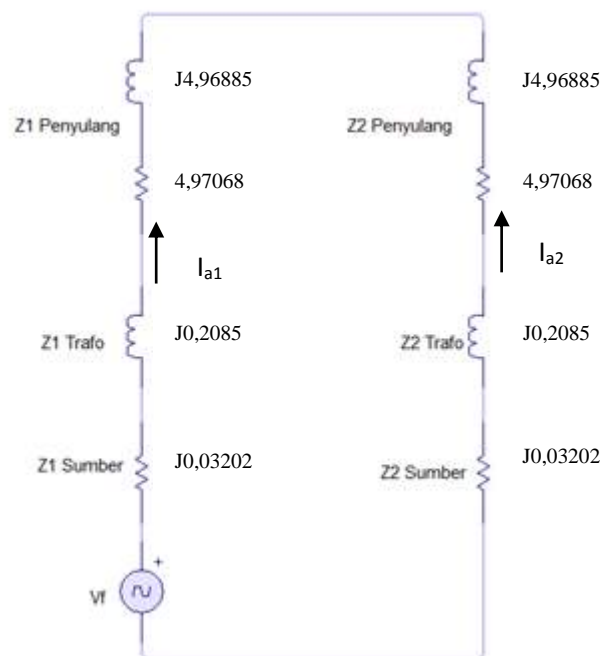 J4,96885
J4,96885
Z1 Penyulang
Z2 Penyulang
4,97068
4,97068
Ia1
Ia2
Z1 Trafo
J0,2085
Z2 Trafo
J0,2085
Z1 Sumber
J0,03202
Z2 Sumber
J0,03202
+
Vf